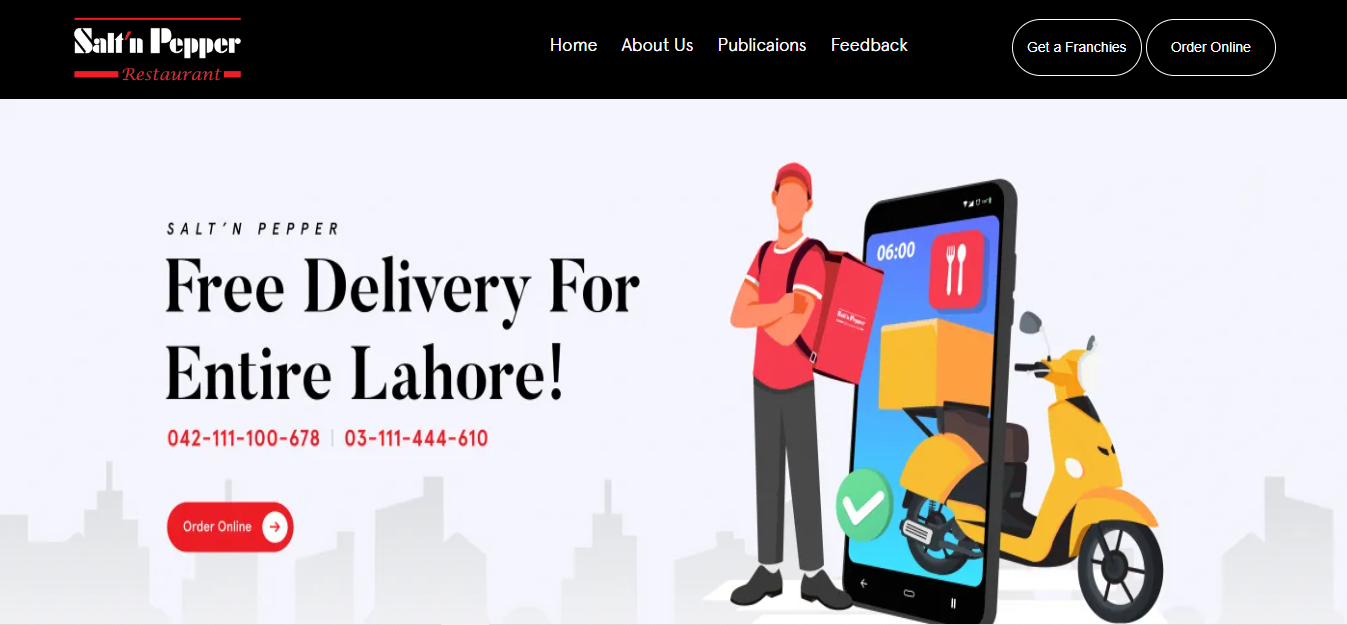 Salt'n Pepper
Restaurant
Home About Us Publicaions Feedback
Get a Franchies Order Online
SALT'N PEPPER
Free Delivery For
Entire Lahore!
042-111-100-678 | 03-111-444-610
Order Online
06:00
Salt'n Pepper